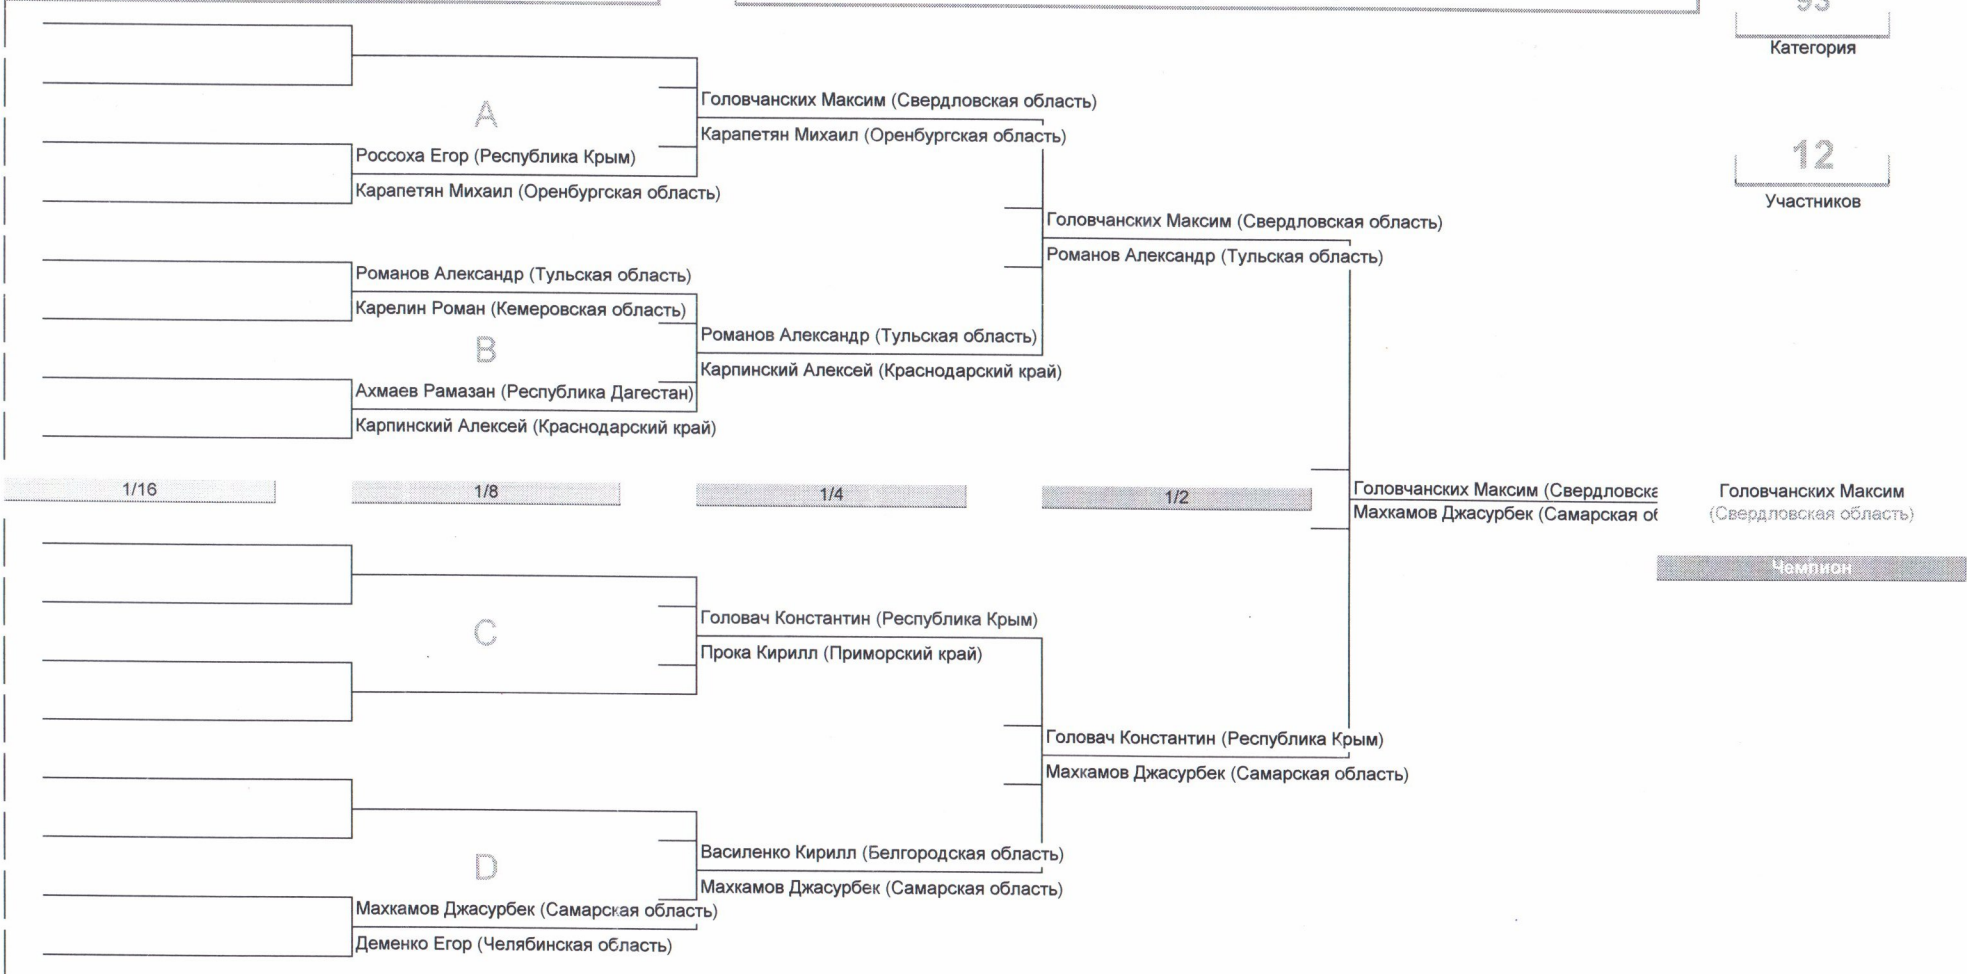 93
Категория
12
Участников
A
Головчанских Максим (Свердловская область)
Карапетян Михаил (Оренбургская область)
Россоха Егор (Республика Крым)
Карапетян Михаил (Оренбургская область)
Головчанских Максим (Свердловская область)
Романов Александр (Тульская область)
Романов Александр (Тульская область)
Карелин Роман (Кемеровская область)
B
Романов Александр (Тульская область)
Карпинский Алексей (Краснодарский край)
Ахмаев Рамазан (Республика Дагестан)
Карпинский Алексей (Краснодарский край)
1/16 1/8 1/4 1/2
Головчанских Максим (Свердловска
Махкамов Джасурбек (Самарская об
Головчанских Максим
(Свердловская область)
Чемпион
C
Головач Константин (Республика Крым)
Прока Кирилл (Приморский край)
Головач Константин (Республика Крым)
Махкамов Джасурбек (Самарская область)
D
Василенко Кирилл (Белгородская область)
Махкамов Джасурбек (Самарская область)
Махкамов Джасурбек (Самарская область)
Деменко Егор (Челябинская область)